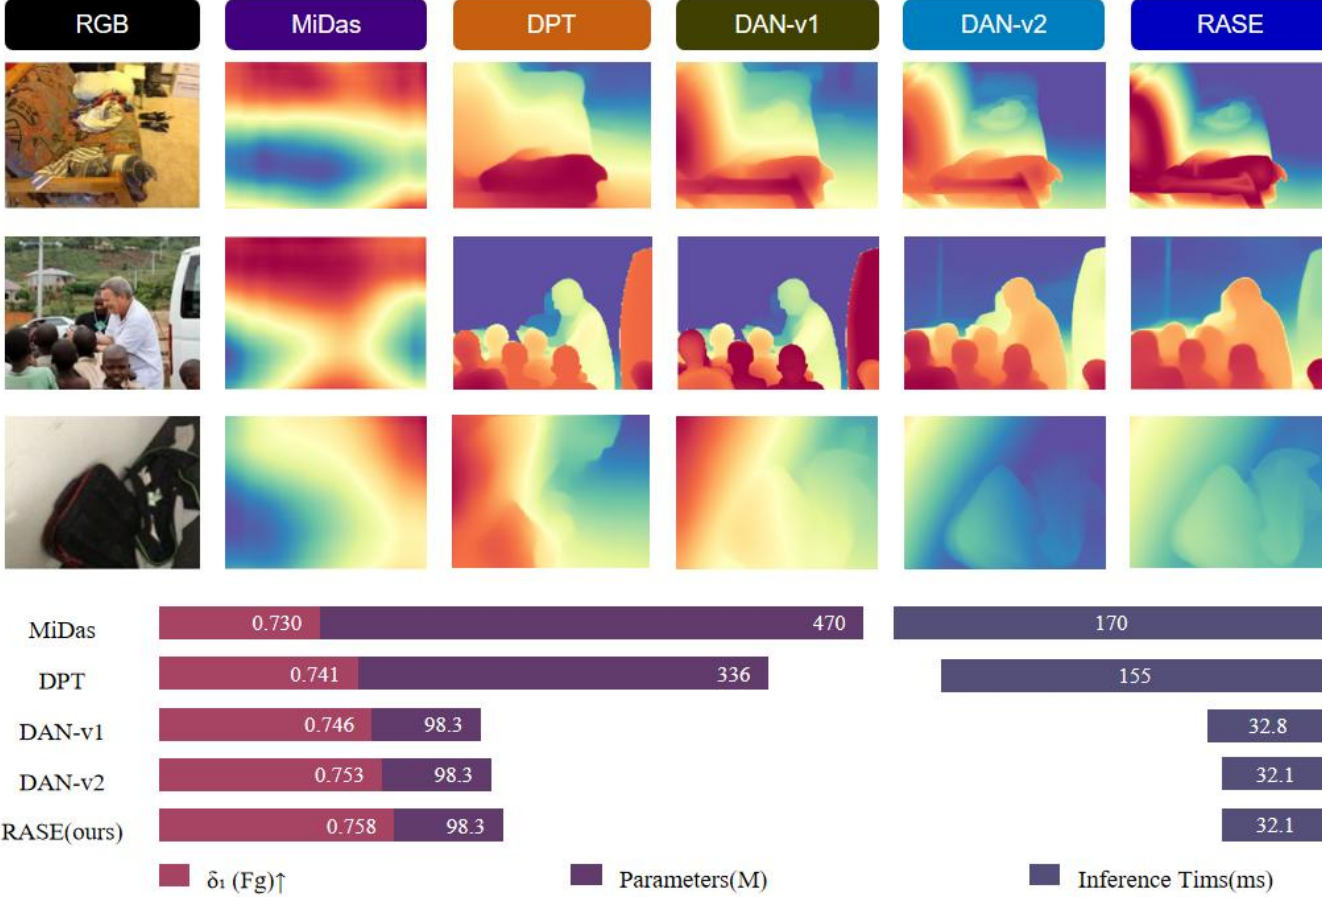 RGB MiDas DPT DAN-v1 DAN-v2 RASE
MiDas 0.730 470 170
DPT 0.741 336 155
DAN-v1 0.746 98.3 32.8
DAN-v2 0.753 98.3 32.1
RASE(ours) 0.758 98.3 32.1
δ₁ (Fg)↑ Parameters(M) Inference Tims(ms)